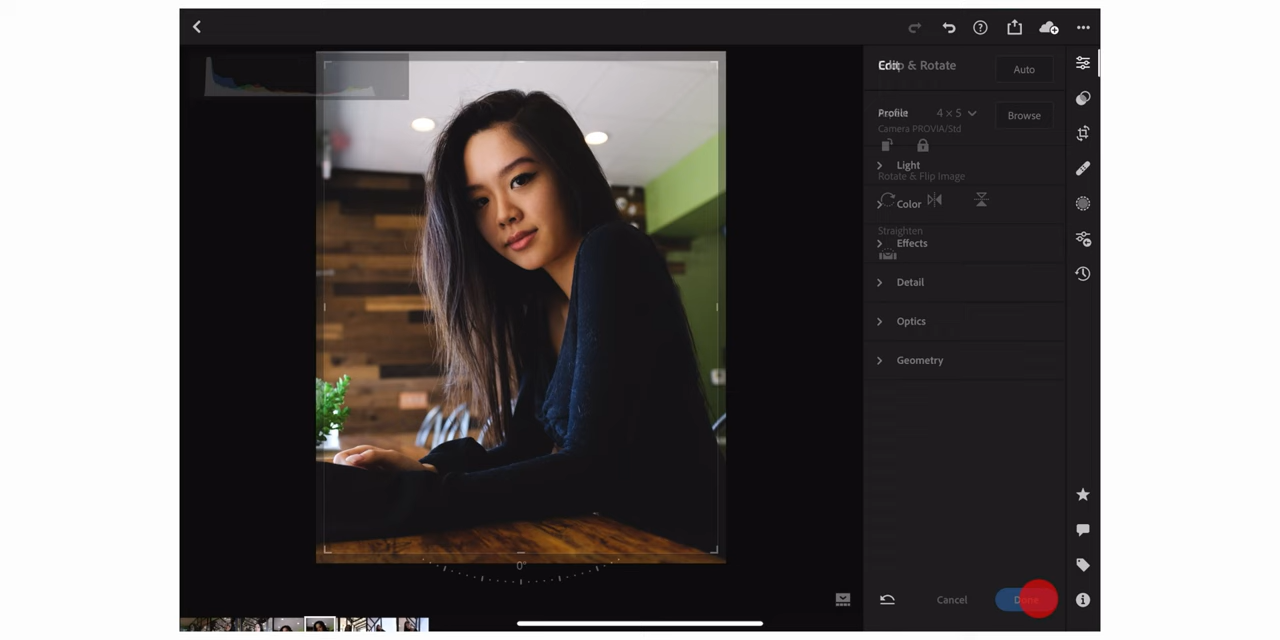 Edit
Crop & Rotate
Auto
Profile
4 × 5
Browse
Camera PROVIA/Std
Light
Rotate & Flip Image
Color
Straighten
Effects
Detail
Optics
Geometry
0°
Cancel
Done